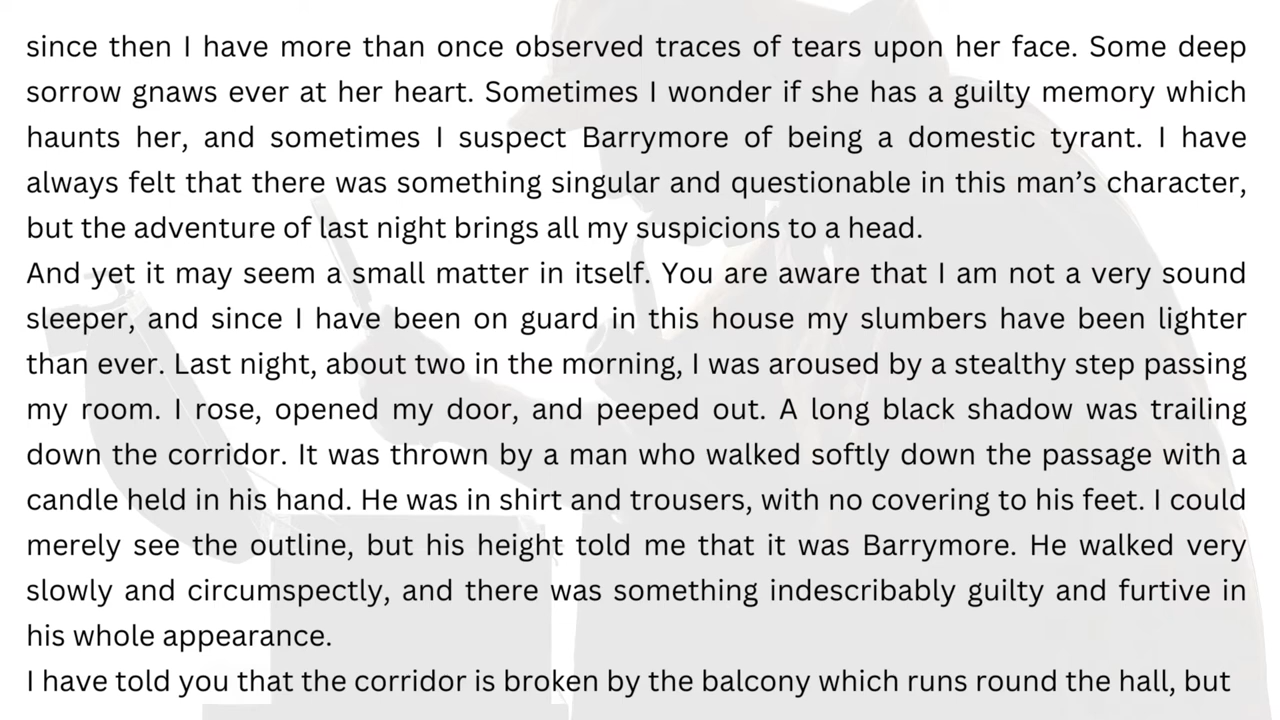 since then I have more than once observed traces of tears upon her face. Some deep
sorrow gnaws ever at her heart. Sometimes I wonder if she has a guilty memory which
haunts her, and sometimes I suspect Barrymore of being a domestic tyrant. I have
always felt that there was something singular and questionable in this man’s character,
but the adventure of last night brings all my suspicions to a head.
And yet it may seem a small matter in itself. You are aware that I am not a very sound
sleeper, and since I have been on guard in this house my slumbers have been lighter
than ever. Last night, about two in the morning, I was aroused by a stealthy step passing
my room. I rose, opened my door, and peeped out. A long black shadow was trailing
down the corridor. It was thrown by a man who walked softly down the passage with a
candle held in his hand. He was in shirt and trousers, with no covering to his feet. I could
merely see the outline, but his height told me that it was Barrymore. He walked very
slowly and circumspectly, and there was something indescribably guilty and furtive in
his whole appearance.
I have told you that the corridor is broken by the balcony which runs round the hall, but